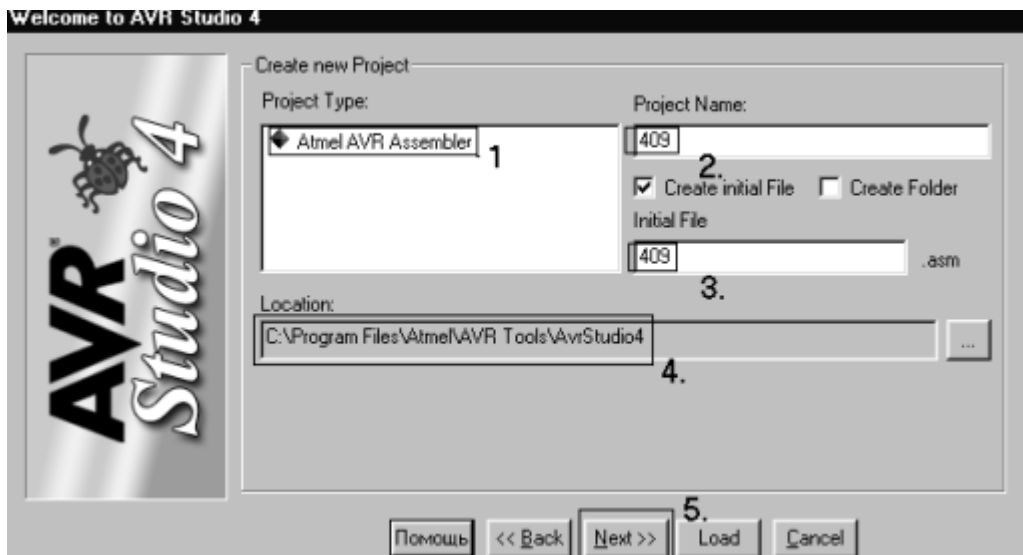 Welcome to AVR Studio 4
Create new Project
Project Type:
Project Name:
Atmel AVR Assembler
1
409
2.
Create initial File
Create Folder
Initial File
409
.asm
3.
Location:
C:\Program Files\Atmel\AVR Tools\AvrStudio4
...
4.
AVR®
Studio 4
5.
Помощь
<< Back
Next >>
Load
Cancel